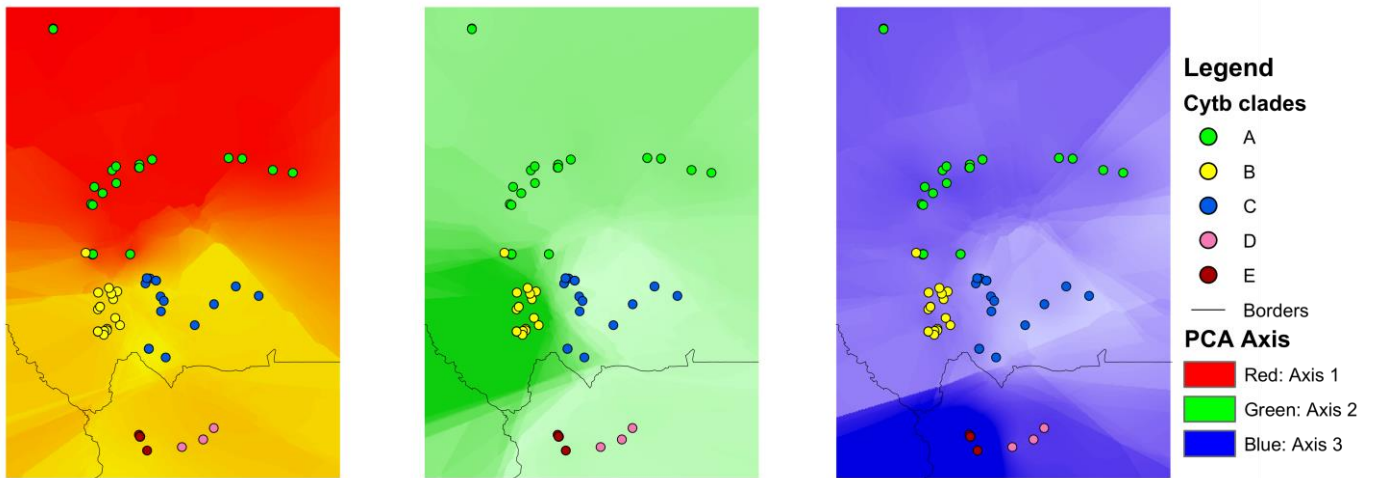 Legend
Cytb clades
A
B
C
D
E
Borders
PCA Axis
Red: Axis 1
Green: Axis 2
Blue: Axis 3